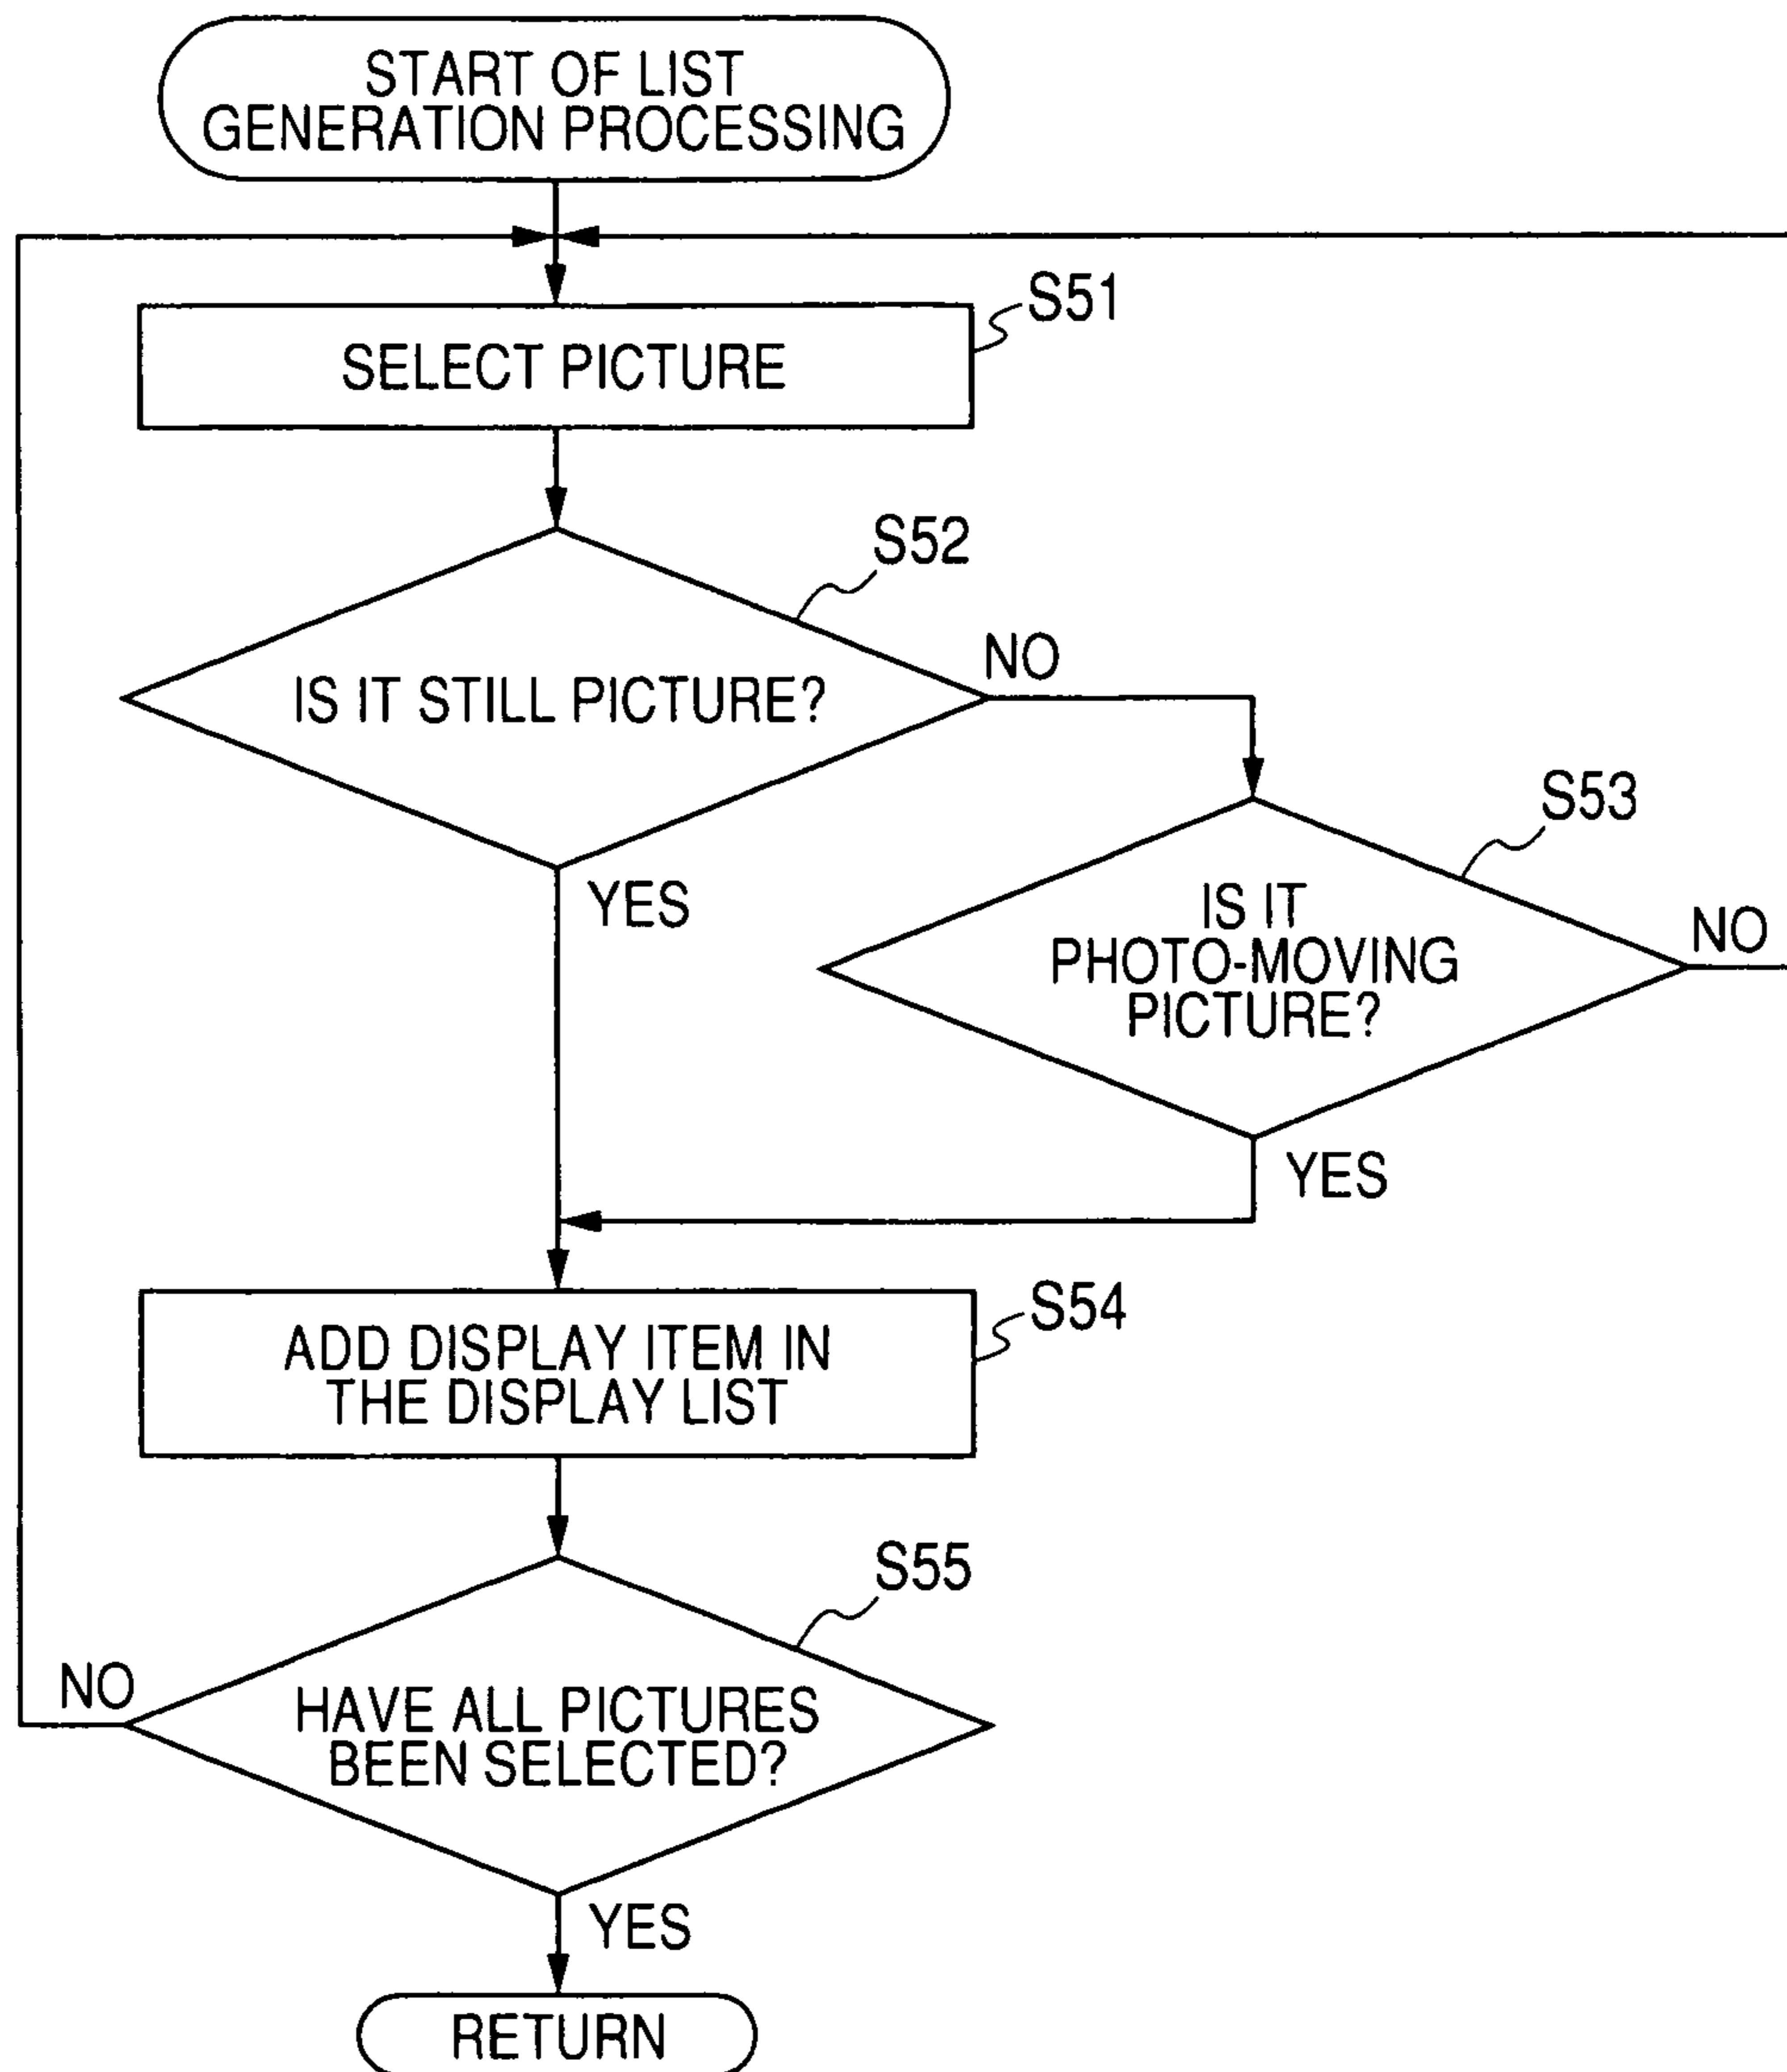 START OF LIST
GENERATION PROCESSING
S51
SELECT PICTURE
S52
NO
IS IT STILL PICTURE?
S53
YES
IS IT
PHOTO-MOVING
PICTURE?
NO
YES
S54
ADD DISPLAY ITEM IN
THE DISPLAY LIST
S55
NO
HAVE ALL PICTURES
BEEN SELECTED?
YES
RETURN